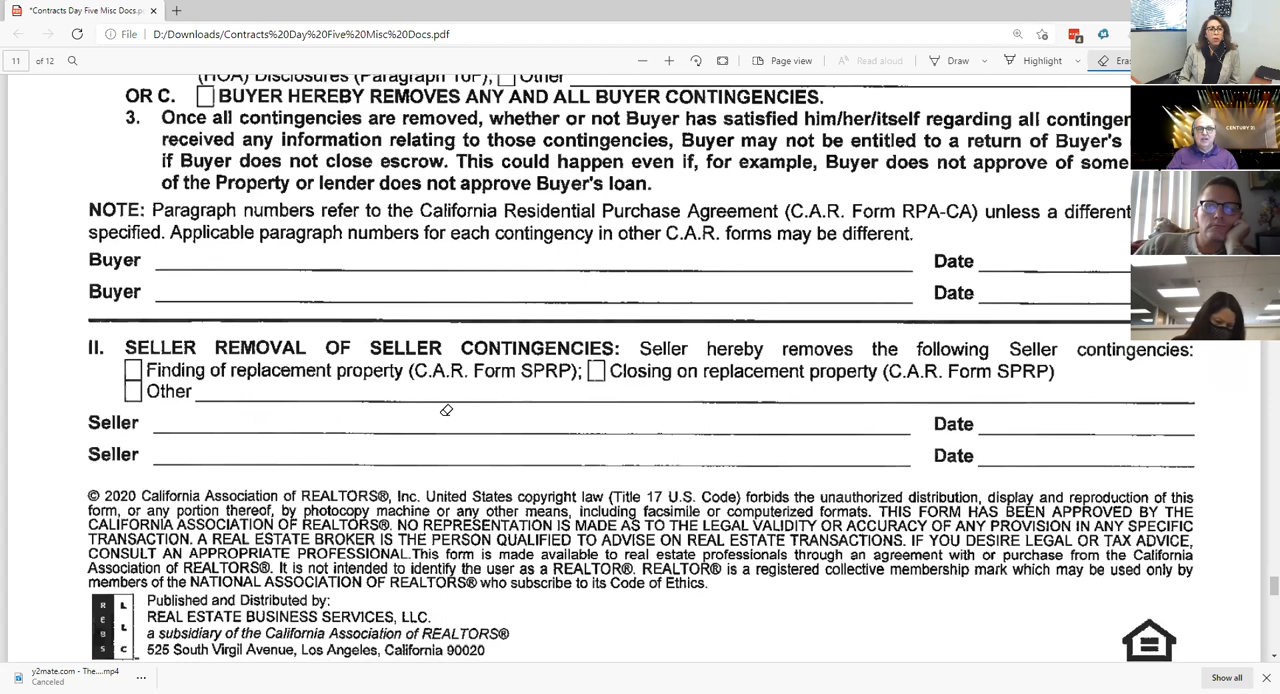 *Contracts Day Five Misc Docs.p
File D:/Downloads/Contracts%20Day%20Five%20Misc%20Docs.pdf
11 of 12 Page view Read aloud Draw Highlight Eras
(HOA) Disclosures (Paragraph 10F); Other
OR C. BUYER HEREBY REMOVES ANY AND ALL BUYER CONTINGENCIES.
3. Once all contingencies are removed, whether or not Buyer has satisfied him/her/itself regarding all continger
received any information relating to those contingencies, Buyer may not be entitled to a return of Buyer's
if Buyer does not close escrow. This could happen even if, for example, Buyer does not approve of some
of the Property or lender does not approve Buyer's loan.
NOTE: Paragraph numbers refer to the California Residential Purchase Agreement (C.A.R. Form RPA-CA) unless a different
specified. Applicable paragraph numbers for each contingency in other C.A.R. forms may be different.
Buyer Date
Buyer Date
II. SELLER REMOVAL OF SELLER CONTINGENCIES: Seller hereby removes the following Seller contingencies:
Finding of replacement property (C.A.R. Form SPRP); Closing on replacement property (C.A.R. Form SPRP)
Other
Seller Date
Seller Date
© 2020 California Association of REALTORS®, Inc. United States copyright law (Title 17 U.S. Code) forbids the unauthorized distribution, display and reproduction of this
form, or any portion thereof, by photocopy machine or any other means, including facsimile or computerized formats. THIS FORM HAS BEEN APPROVED BY THE
CALIFORNIA ASSOCIATION OF REALTORS®. NO REPRESENTATION IS MADE AS TO THE LEGAL VALIDITY OR ACCURACY OF ANY PROVISION IN ANY SPECIFIC
TRANSACTION. A REAL ESTATE BROKER IS THE PERSON QUALIFIED TO ADVISE ON REAL ESTATE TRANSACTIONS. IF YOU DESIRE LEGAL OR TAX ADVICE,
CONSULT AN APPROPRIATE PROFESSIONAL.This form is made available to real estate professionals through an agreement with or purchase from the California
Association of REALTORS®. It is not intended to identify the user as a REALTOR®. REALTOR® is a registered collective membership mark which may be used only by
members of the NATIONAL ASSOCIATION OF REALTORS® who subscribe to its Code of Ethics.
Published and Distributed by:
REAL ESTATE BUSINESS SERVICES, LLC.
a subsidiary of the California Association of REALTORS®
525 South Virgil Avenue, Los Angeles, California 90020
R L
E L
B
S C
CENTURY 21
y2mate.com - The....mp4
Canceled
Show all